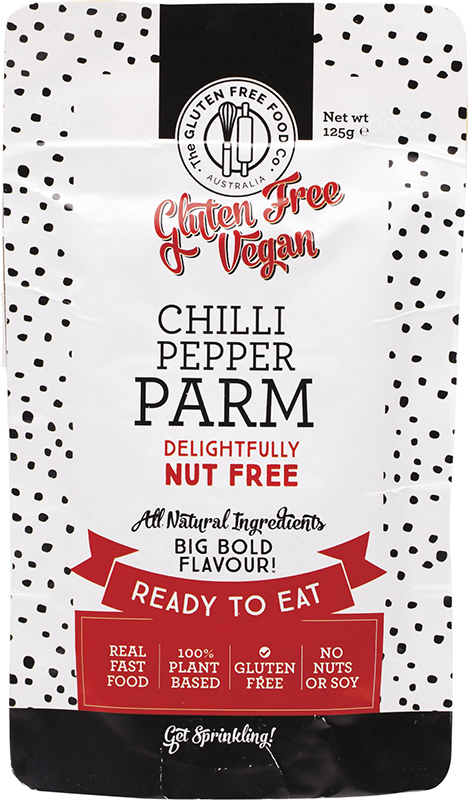 The GLUTEN FREE FOOD CO.
AUSTRALIA
Net wt
125g ℮
Gluten Free
Vegan
CHILLI
PEPPER
PARM
DELIGHTFULLY
NUT FREE
All Natural Ingredients
BIG BOLD
FLAVOUR!
READY TO EAT
REAL
FAST
FOOD
100%
PLANT
BASED
GLUTEN
FREE
NO
NUTS
OR SOY
Get Sprinkling!